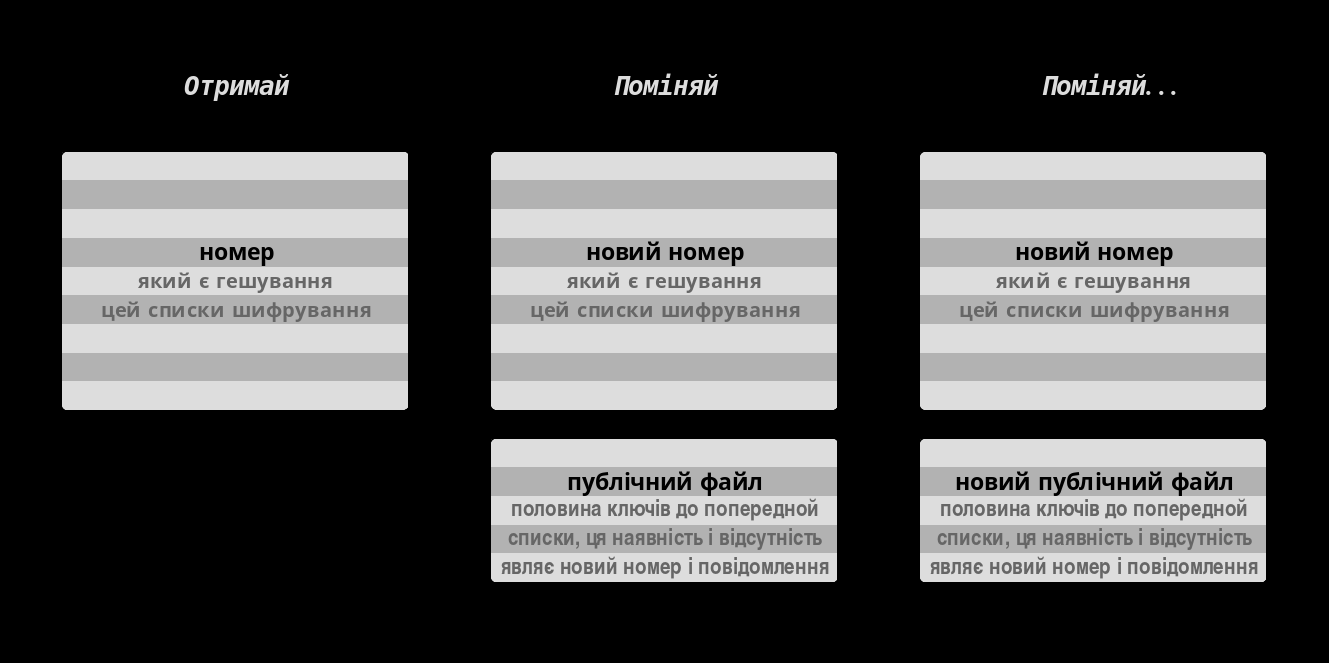 Отримай
Поміняй
Поміняй...
номер
який є гешування
цей списки шифрування
новий номер
який є гешування
цей списки шифрування
новий номер
який є гешування
цей списки шифрування
публічний файл
половина ключів до попередной
списки, ця наявність і відсутність
являє новий номер і повідомлення
новий публічний файл
половина ключів до попередной
списки, ця наявність і відсутність
являє новий номер і повідомлення